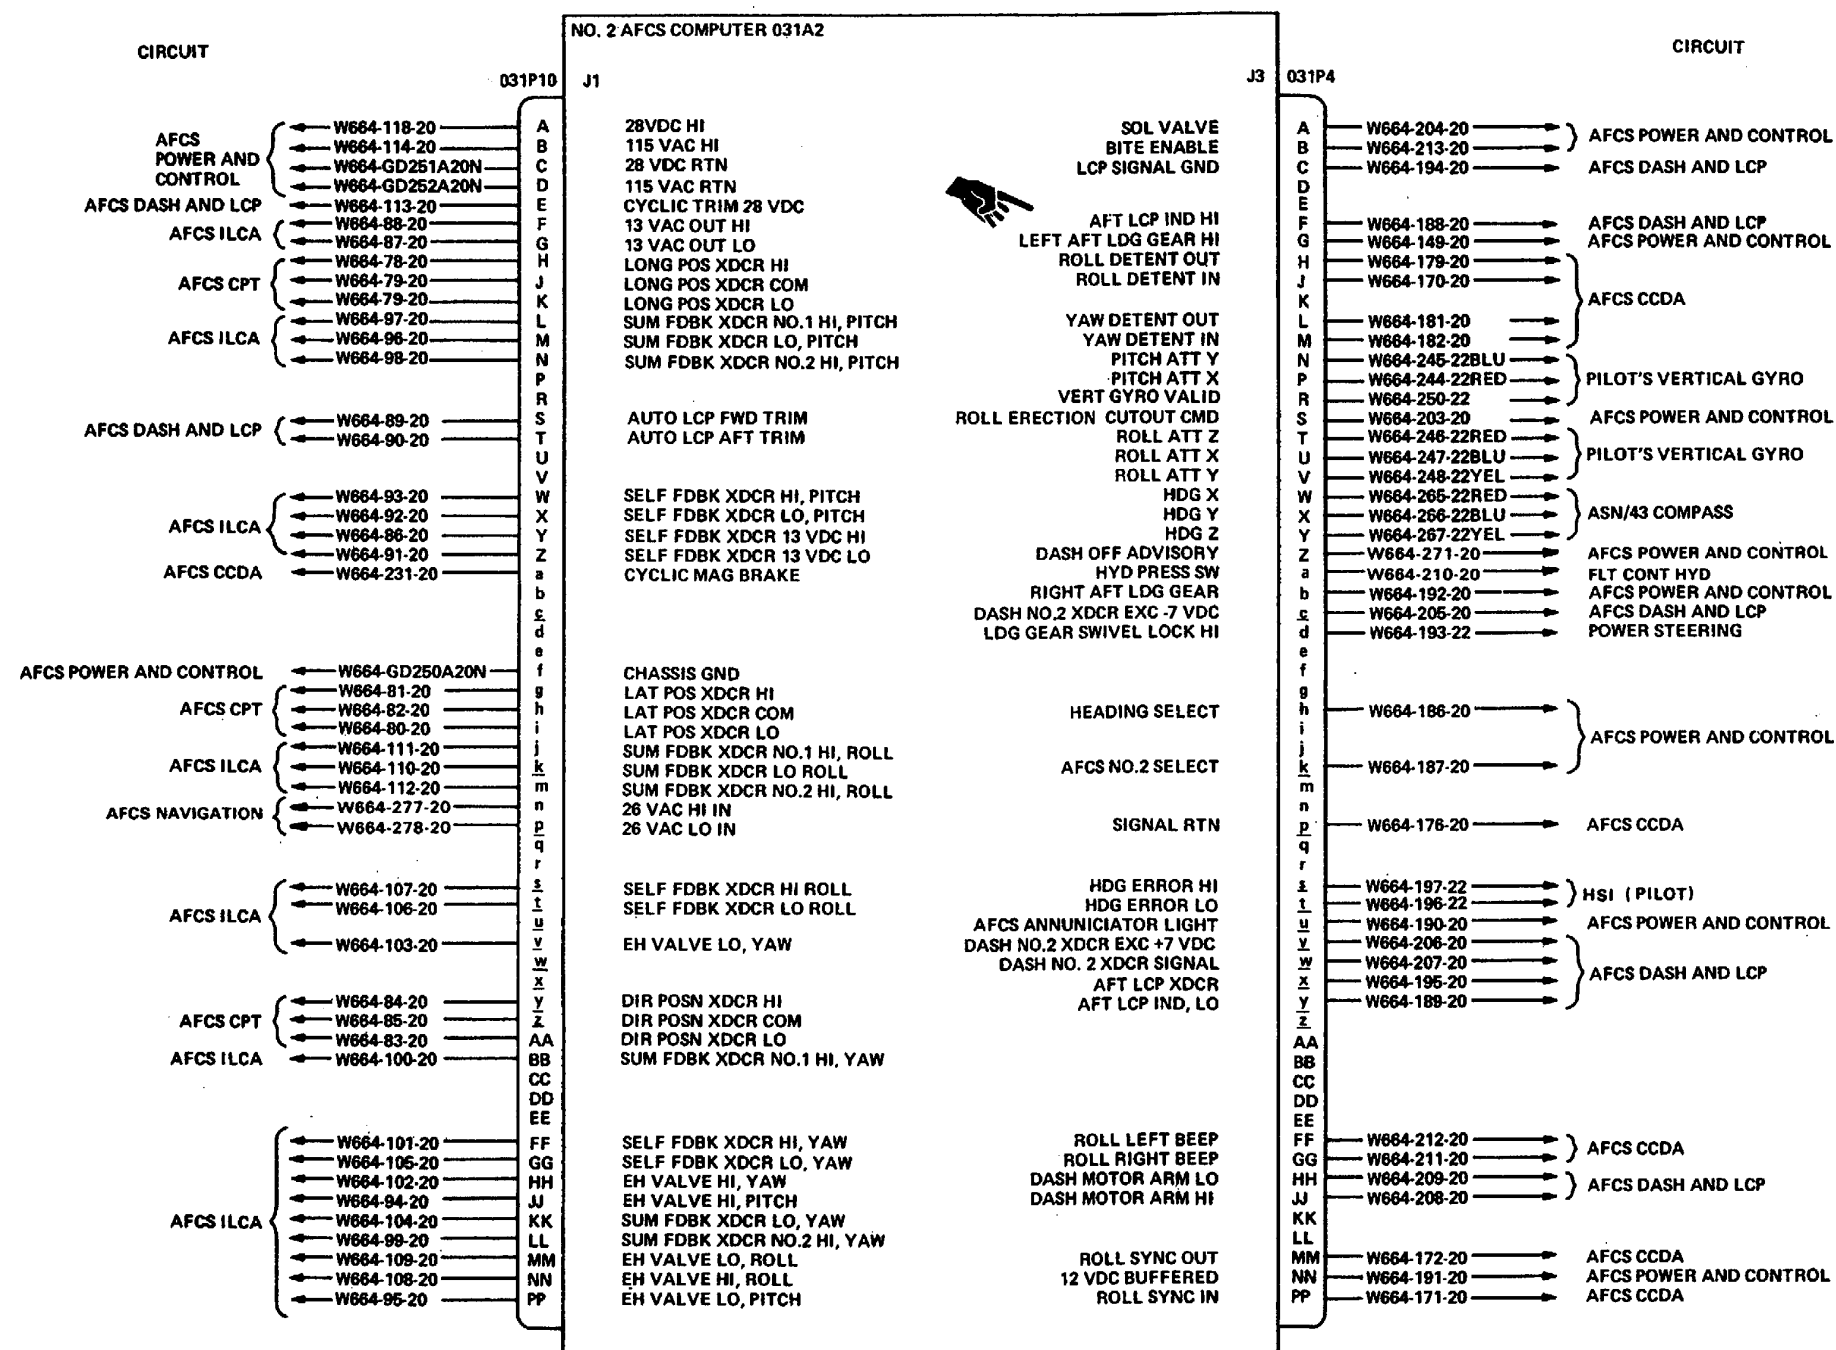 NO. 2 AFCS COMPUTER 031A2
CIRCUIT
CIRCUIT
031P10 J1
J3 031P4
AFCS POWER AND CONTROL
W664-118-20 A 28VDC HI
W664-114-20 B 115 VAC HI
W664-GD251A20N C 28 VDC RTN
W664-GD252A20N D 115 VAC RTN
AFCS DASH AND LCP W664-113-20 E CYCLIC TRIM 28 VDC
AFCS ILCA
W664-88-20 F 13 VAC OUT HI
W664-87-20 G 13 VAC OUT LO
AFCS CPT
W664-78-20 H LONG POS XDCR HI
W664-79-20 J LONG POS XDCR COM
W664-79-20 K LONG POS XDCR LO
AFCS ILCA
W664-97-20 L SUM FDBK XDCR NO.1 HI, PITCH
W664-96-20 M SUM FDBK XDCR LO, PITCH
W664-98-20 N SUM FDBK XDCR NO.2 HI, PITCH
P
R
AFCS DASH AND LCP
W664-89-20 S AUTO LCP FWD TRIM
W664-90-20 T AUTO LCP AFT TRIM
U
V
AFCS ILCA
W664-93-20 W SELF FDBK XDCR HI, PITCH
W664-92-20 X SELF FDBK XDCR LO, PITCH
W664-86-20 Y SELF FDBK XDCR 13 VDC HI
W664-91-20 Z SELF FDBK XDCR 13 VDC LO
AFCS CCDA W664-231-20 a CYCLIC MAG BRAKE
b
c
d
e
AFCS POWER AND CONTROL W664-GD250A20N f CHASSIS GND
AFCS CPT
W664-81-20 g LAT POS XDCR HI
W664-82-20 h LAT POS XDCR COM
W664-80-20 i LAT POS XDCR LO
AFCS ILCA
W664-111-20 j SUM FDBK XDCR NO.1 HI, ROLL
W664-110-20 k SUM FDBK XDCR LO ROLL
W664-112-20 m SUM FDBK XDCR NO.2 HI, ROLL
AFCS NAVIGATION
W664-277-20 n 26 VAC HI IN
W664-278-20 p 26 VAC LO IN
q
r
AFCS ILCA
W664-107-20 s SELF FDBK XDCR HI ROLL
W664-106-20 t SELF FDBK XDCR LO ROLL
u
W664-103-20 v EH VALVE LO, YAW
w
x
AFCS CPT
W664-84-20 y DIR POSN XDCR HI
W664-85-20 z DIR POSN XDCR COM
W664-83-20 AA DIR POSN XDCR LO
AFCS ILCA W664-100-20 BB SUM FDBK XDCR NO.1 HI, YAW
CC
DD
EE
AFCS ILCA
W664-101-20 FF SELF FDBK XDCR HI, YAW
W664-105-20 GG SELF FDBK XDCR LO, YAW
W664-102-20 HH EH VALVE HI, YAW
W664-94-20 JJ EH VALVE HI, PITCH
W664-104-20 KK SUM FDBK XDCR LO, YAW
W664-99-20 LL SUM FDBK XDCR NO.2 HI, YAW
W664-109-20 MM EH VALVE LO, ROLL
W664-108-20 NN EH VALVE HI, ROLL
W664-95-20 PP EH VALVE LO, PITCH
SOL VALVE A W664-204-20
BITE ENABLE B W664-213-20
AFCS POWER AND CONTROL
LCP SIGNAL GND C W664-194-20 AFCS DASH AND LCP
D
E
AFT LCP IND HI F W664-188-20 AFCS DASH AND LCP
LEFT AFT LDG GEAR HI G W664-149-20 AFCS POWER AND CONTROL
ROLL DETENT OUT H W664-179-20
ROLL DETENT IN J W664-170-20
K
AFCS CCDA
YAW DETENT OUT L W664-181-20
YAW DETENT IN M W664-182-20
PITCH ATT Y N W664-245-22BLU
PITCH ATT X P W664-244-22RED
PILOT'S VERTICAL GYRO
VERT GYRO VALID R W664-250-22
ROLL ERECTION CUTOUT CMD S W664-203-20 AFCS POWER AND CONTROL
ROLL ATT Z T W664-246-22RED
ROLL ATT X U W664-247-22BLU
PILOT'S VERTICAL GYRO
ROLL ATT Y V W664-248-22YEL
HDG X W W664-265-22RED
HDG Y X W664-266-22BLU
ASN/43 COMPASS
HDG Z Y W664-267-22YEL
DASH OFF ADVISORY Z W664-271-20 AFCS POWER AND CONTROL
HYD PRESS SW a W664-210-20 FLT CONT HYD
RIGHT AFT LDG GEAR b W664-192-20 AFCS POWER AND CONTROL
DASH NO.2 XDCR EXC -7 VDC c W664-205-20 AFCS DASH AND LCP
LDG GEAR SWIVEL LOCK HI d W664-193-22 POWER STEERING
e
f
g
HEADING SELECT h W664-186-20
i
j
AFCS POWER AND CONTROL
AFCS NO.2 SELECT k W664-187-20
m
n
SIGNAL RTN p W664-176-20 AFCS CCDA
q
r
HDG ERROR HI s W664-197-22
HDG ERROR LO t W664-196-22
HSI (PILOT)
AFCS ANNUNICIATOR LIGHT u W664-190-20 AFCS POWER AND CONTROL
DASH NO.2 XDCR EXC +7 VDC v W664-206-20
DASH NO. 2 XDCR SIGNAL w W664-207-20
AFCS DASH AND LCP
AFT LCP XDCR x W664-195-20
AFT LCP IND, LO y W664-189-20
z
AA
BB
CC
DD
EE
ROLL LEFT BEEP FF W664-212-20
ROLL RIGHT BEEP GG W664-211-20
AFCS CCDA
DASH MOTOR ARM LO HH W664-209-20
DASH MOTOR ARM HI JJ W664-208-20
AFCS DASH AND LCP
KK
LL
ROLL SYNC OUT MM W664-172-20 AFCS CCDA
12 VDC BUFFERED NN W664-191-20 AFCS POWER AND CONTROL
ROLL SYNC IN PP W664-171-20 AFCS CCDA